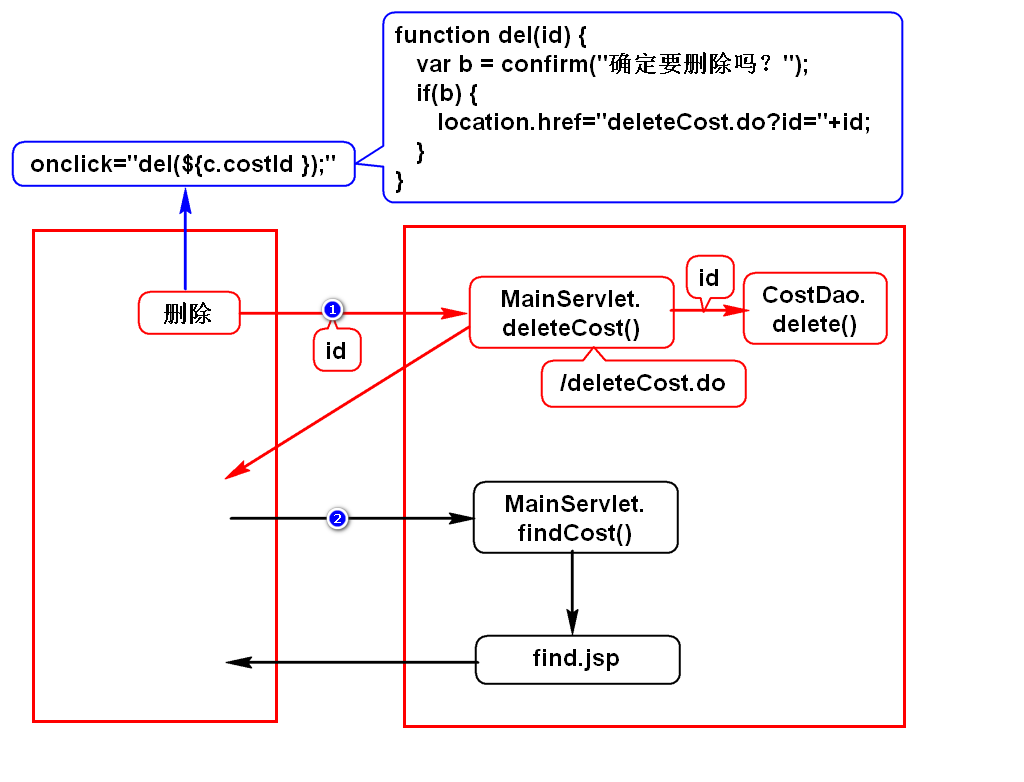 function del(id) {
var b = confirm("确定要删除吗？");
if(b) {
location.href="deleteCost.do?id="+id;
}
}
onclick="del(${c.costId });"
删除
1
id
MainServlet.
deleteCost()
id
CostDao.
delete()
/deleteCost.do
2
MainServlet.
findCost()
find.jsp